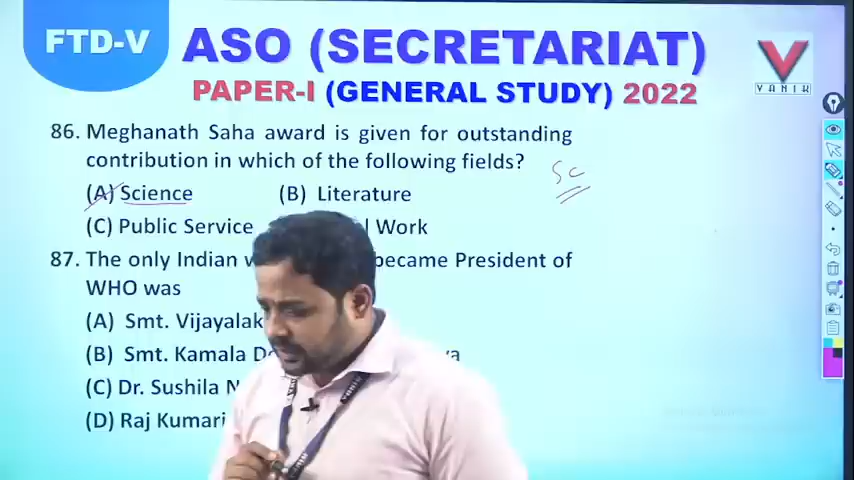 FTD-V
ASO (SECRETARIAT)
PAPER-I (GENERAL STUDY) 2022
VANIK
86. Meghanath Saha award is given for outstanding
contribution in which of the following fields?
Sc
(A) Science (B) Literature
(C) Public Service Work
87. The only Indian became President of
WHO was
(A) Smt.
(B) Smt. Kamala
(C) Dr. Sushila
(D) Raj Kumari